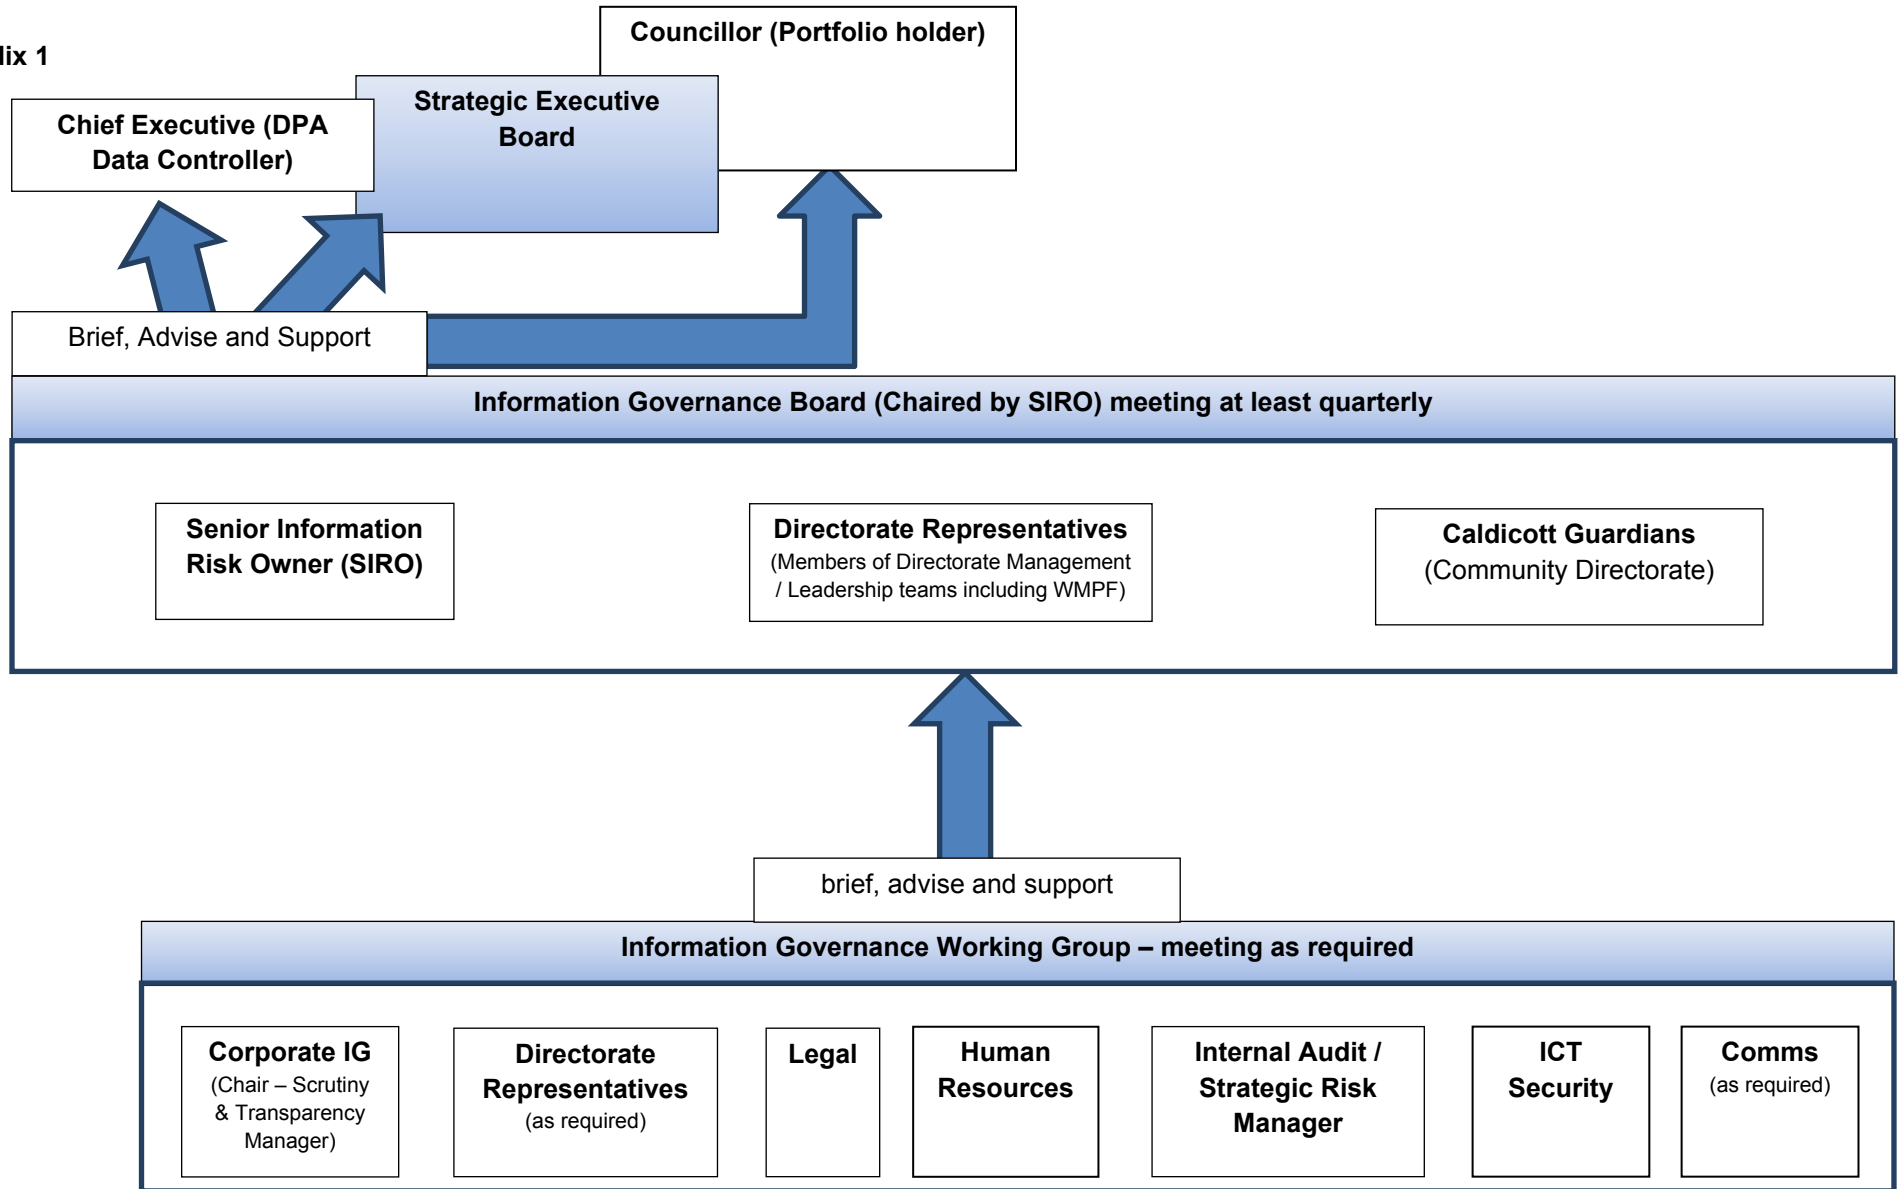 lix 1
Councillor (Portfolio holder)
Strategic Executive
Board
Chief Executive (DPA
Data Controller)
Brief, Advise and Support
Information Governance Board (Chaired by SIRO) meeting at least quarterly
Senior Information
Risk Owner (SIRO)
Directorate Representatives
(Members of Directorate Management
/ Leadership teams including WMPF)
Caldicott Guardians
(Community Directorate)
brief, advise and support
Information Governance Working Group – meeting as required
Corporate IG
(Chair – Scrutiny
& Transparency
Manager)
Directorate
Representatives
(as required)
Legal
Human
Resources
Internal Audit /
Strategic Risk
Manager
ICT
Security
Comms
(as required)